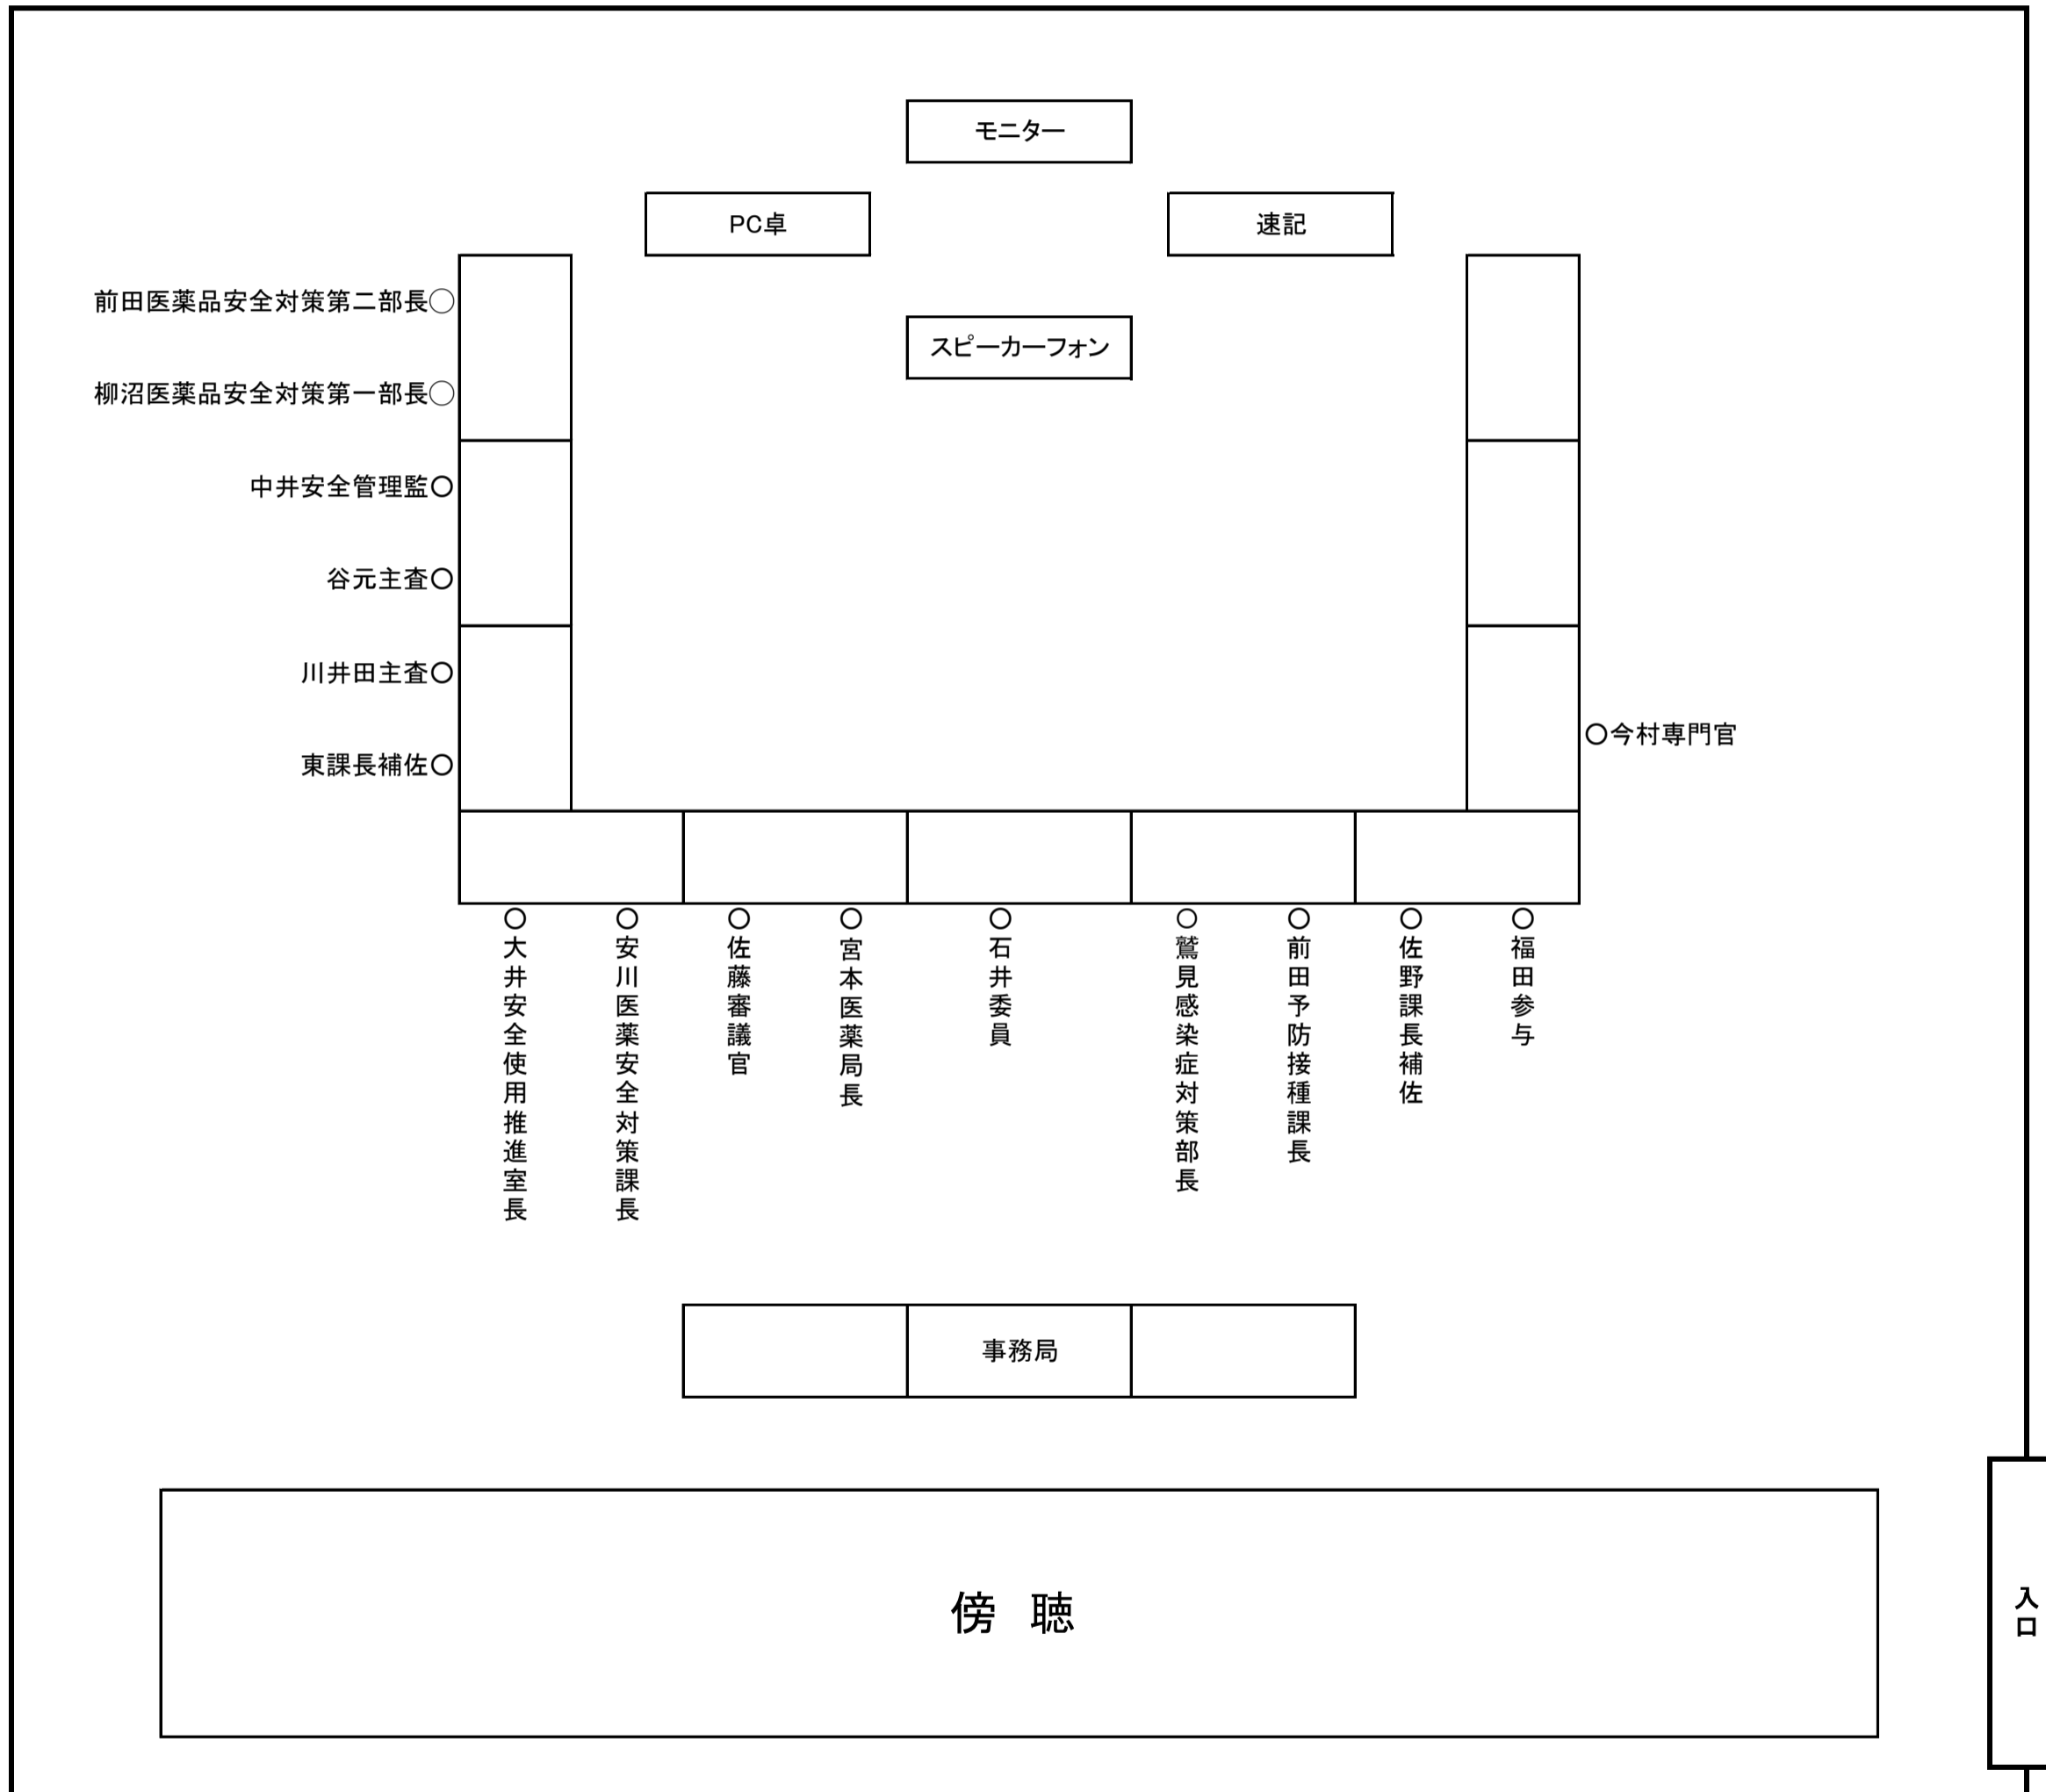 モニター
PC卓
速記
スピーカーフォン
前田医薬品安全対策第二部長○
柳沼医薬品安全対策第一部長○
中井安全管理監○
谷元主査○
川井田主査○
東課長補佐○
○今村専門官
○大井安全使用推進室長
○安川医薬安全対策課長
○佐藤審議官
○宮本医薬局長
○石井委員
○鷲見感染症対策部長
○前田予防接種課長
○佐野課長補佐
○福田参与
事務局
傍　聴
入口